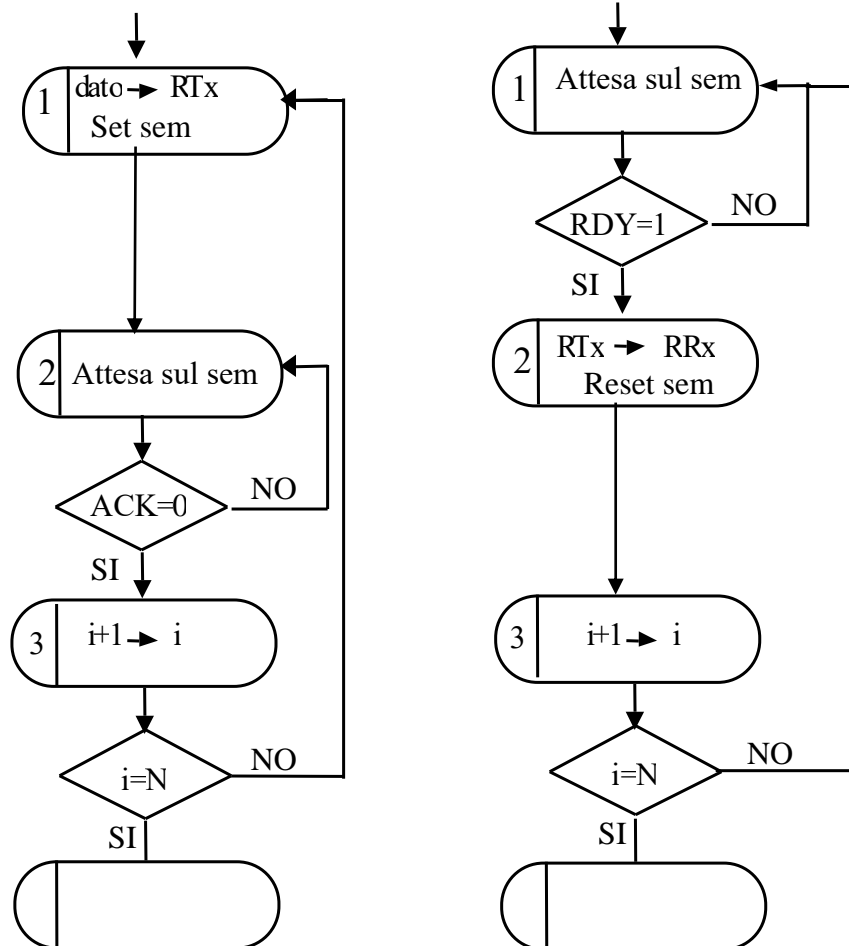 1
dato → RTx
Set sem
2
Attesa sul sem
ACK=0
NO
SI
3
i+1 → i
i=N
NO
SI
1
Attesa sul sem
RDY=1
NO
SI
2
RTx → RRx
Reset sem
3
i+1 → i
i=N
NO
SI